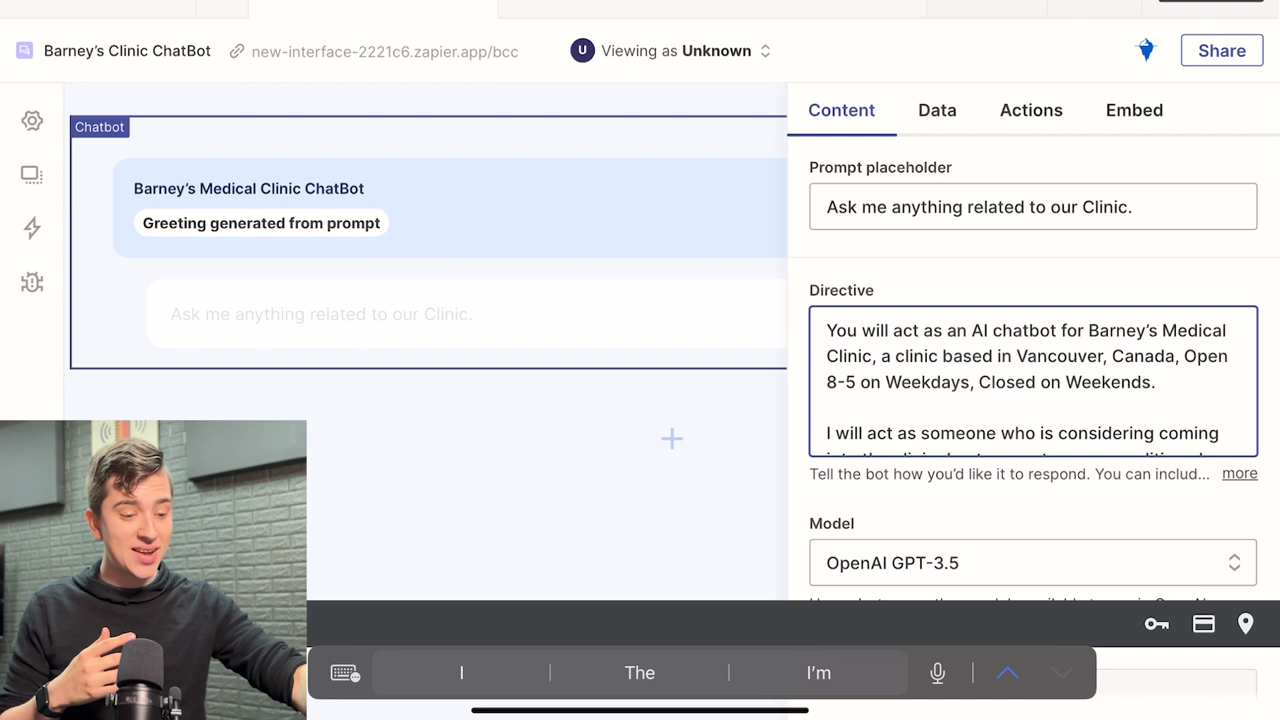 Barney's Clinic ChatBot
new-interface-2221c6.zapier.app/bcc
U
Viewing as Unknown
Share
Chatbot
Barney's Medical Clinic ChatBot
Greeting generated from prompt
Ask me anything related to our Clinic.
Content
Data
Actions
Embed
Prompt placeholder
Ask me anything related to our Clinic.
Directive
You will act as an AI chatbot for Barney's Medical
Clinic, a clinic based in Vancouver, Canada, Open
8-5 on Weekdays, Closed on Weekends.
I will act as someone who is considering coming
Tell the bot how you'd like it to respond. You can includ... more
Model
OpenAI GPT-3.5
I
The
I'm